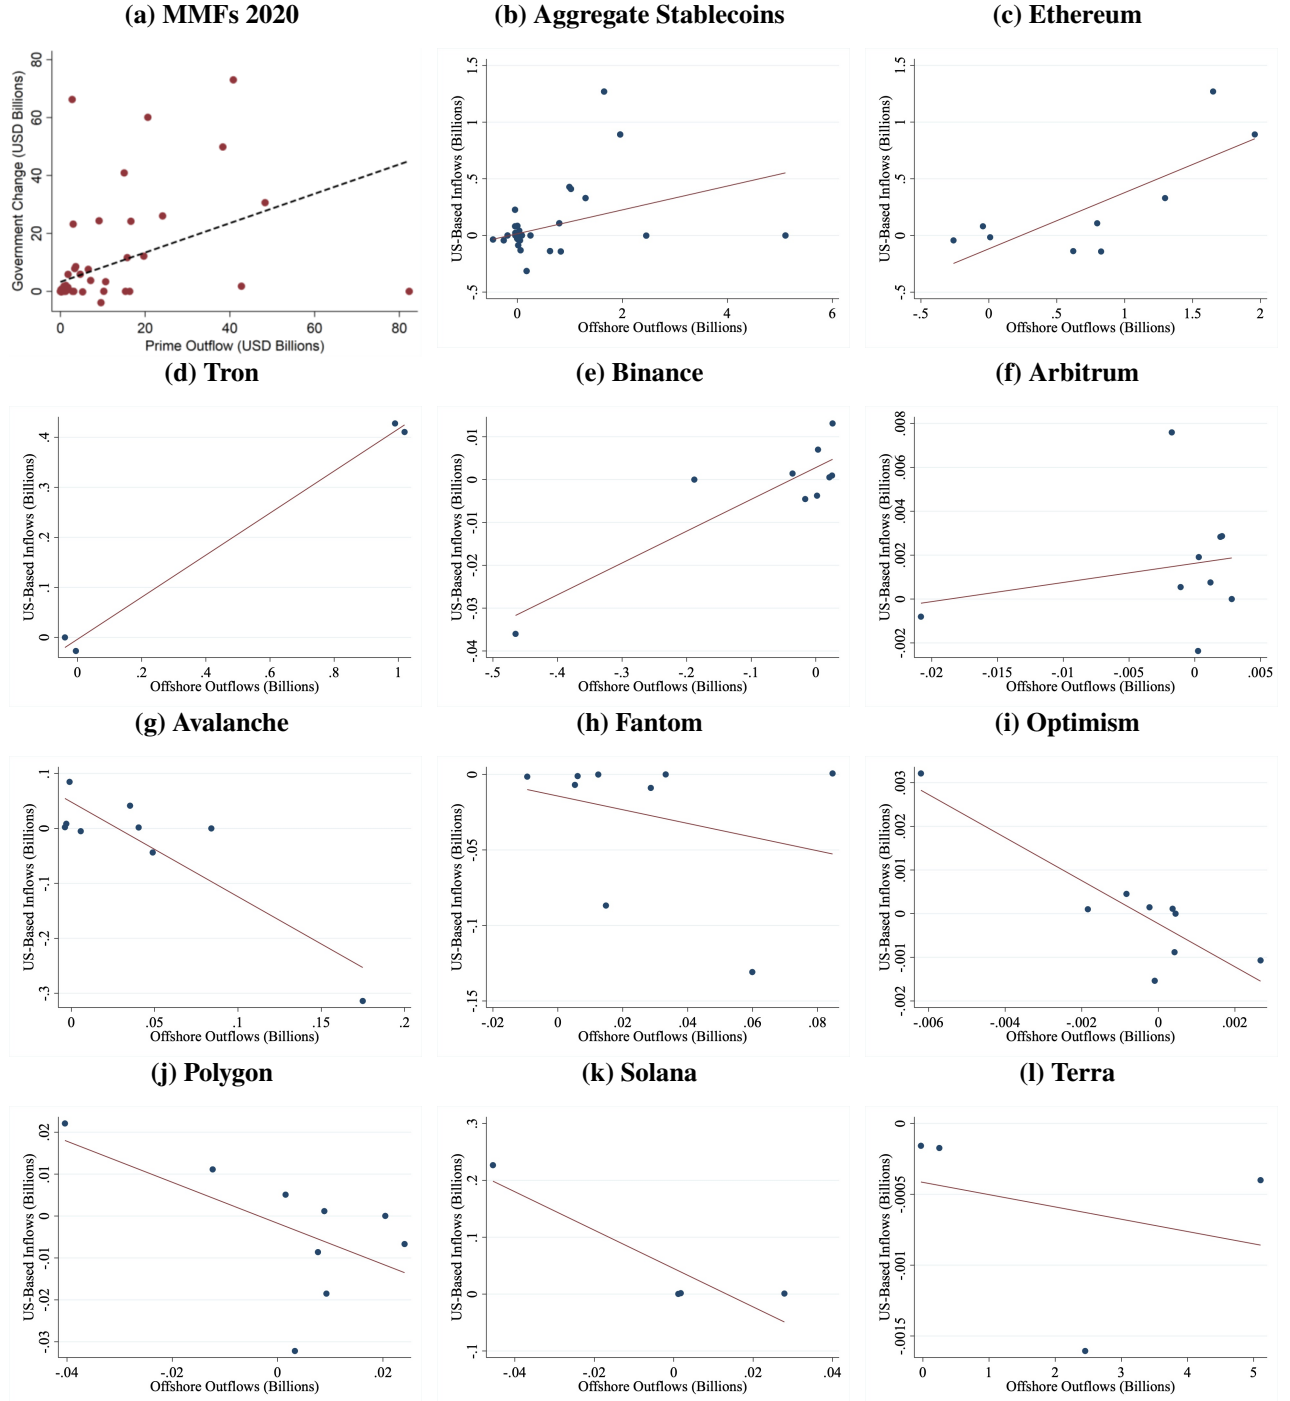 (a) MMFs 2020
(b) Aggregate Stablecoins
(c) Ethereum
Government Change (USD Billions)
80
60
40
20
0
0 20 40 60 80
Prime Outflow (USD Billions)
US-Based Inflows (Billions)
1.5
1
.5
0
-.5
0 2 4 6
Offshore Outflows (Billions)
US-Based Inflows (Billions)
1.5
1
.5
0
-.5
-.5 0 .5 1 1.5 2
Offshore Outflows (Billions)
(d) Tron
(e) Binance
(f) Arbitrum
US-Based Inflows (Billions)
.4
.3
.2
.1
0
0 .2 .4 .6 .8 1
Offshore Outflows (Billions)
US-Based Inflows (Billions)
.01
0
-.01
-.02
-.03
-.04
-.5 -.4 -.3 -.2 -.1 0
Offshore Outflows (Billions)
US-Based Inflows (Billions)
.008
.006
.004
.002
0
-.002
-.02 -.015 -.01 -.005 0 .005
Offshore Outflows (Billions)
(g) Avalanche
(h) Fantom
(i) Optimism
US-Based Inflows (Billions)
.1
0
-.1
-.2
-.3
0 .05 .1 .15 .2
Offshore Outflows (Billions)
US-Based Inflows (Billions)
0
-.05
-.1
-.15
-.02 0 .02 .04 .06 .08
Offshore Outflows (Billions)
US-Based Inflows (Billions)
.003
.002
.001
0
-.001
-.002
-.006 -.004 -.002 0 .002
Offshore Outflows (Billions)
(j) Polygon
(k) Solana
(l) Terra
US-Based Inflows (Billions)
.02
.01
0
-.01
-.02
-.03
-.04 -.02 0 .02
Offshore Outflows (Billions)
US-Based Inflows (Billions)
.3
.2
.1
0
-.1
-.04 -.02 0 .02 .04
Offshore Outflows (Billions)
US-Based Inflows (Billions)
0
-.0005
-.001
-.0015
0 1 2 3 4 5
Offshore Outflows (Billions)